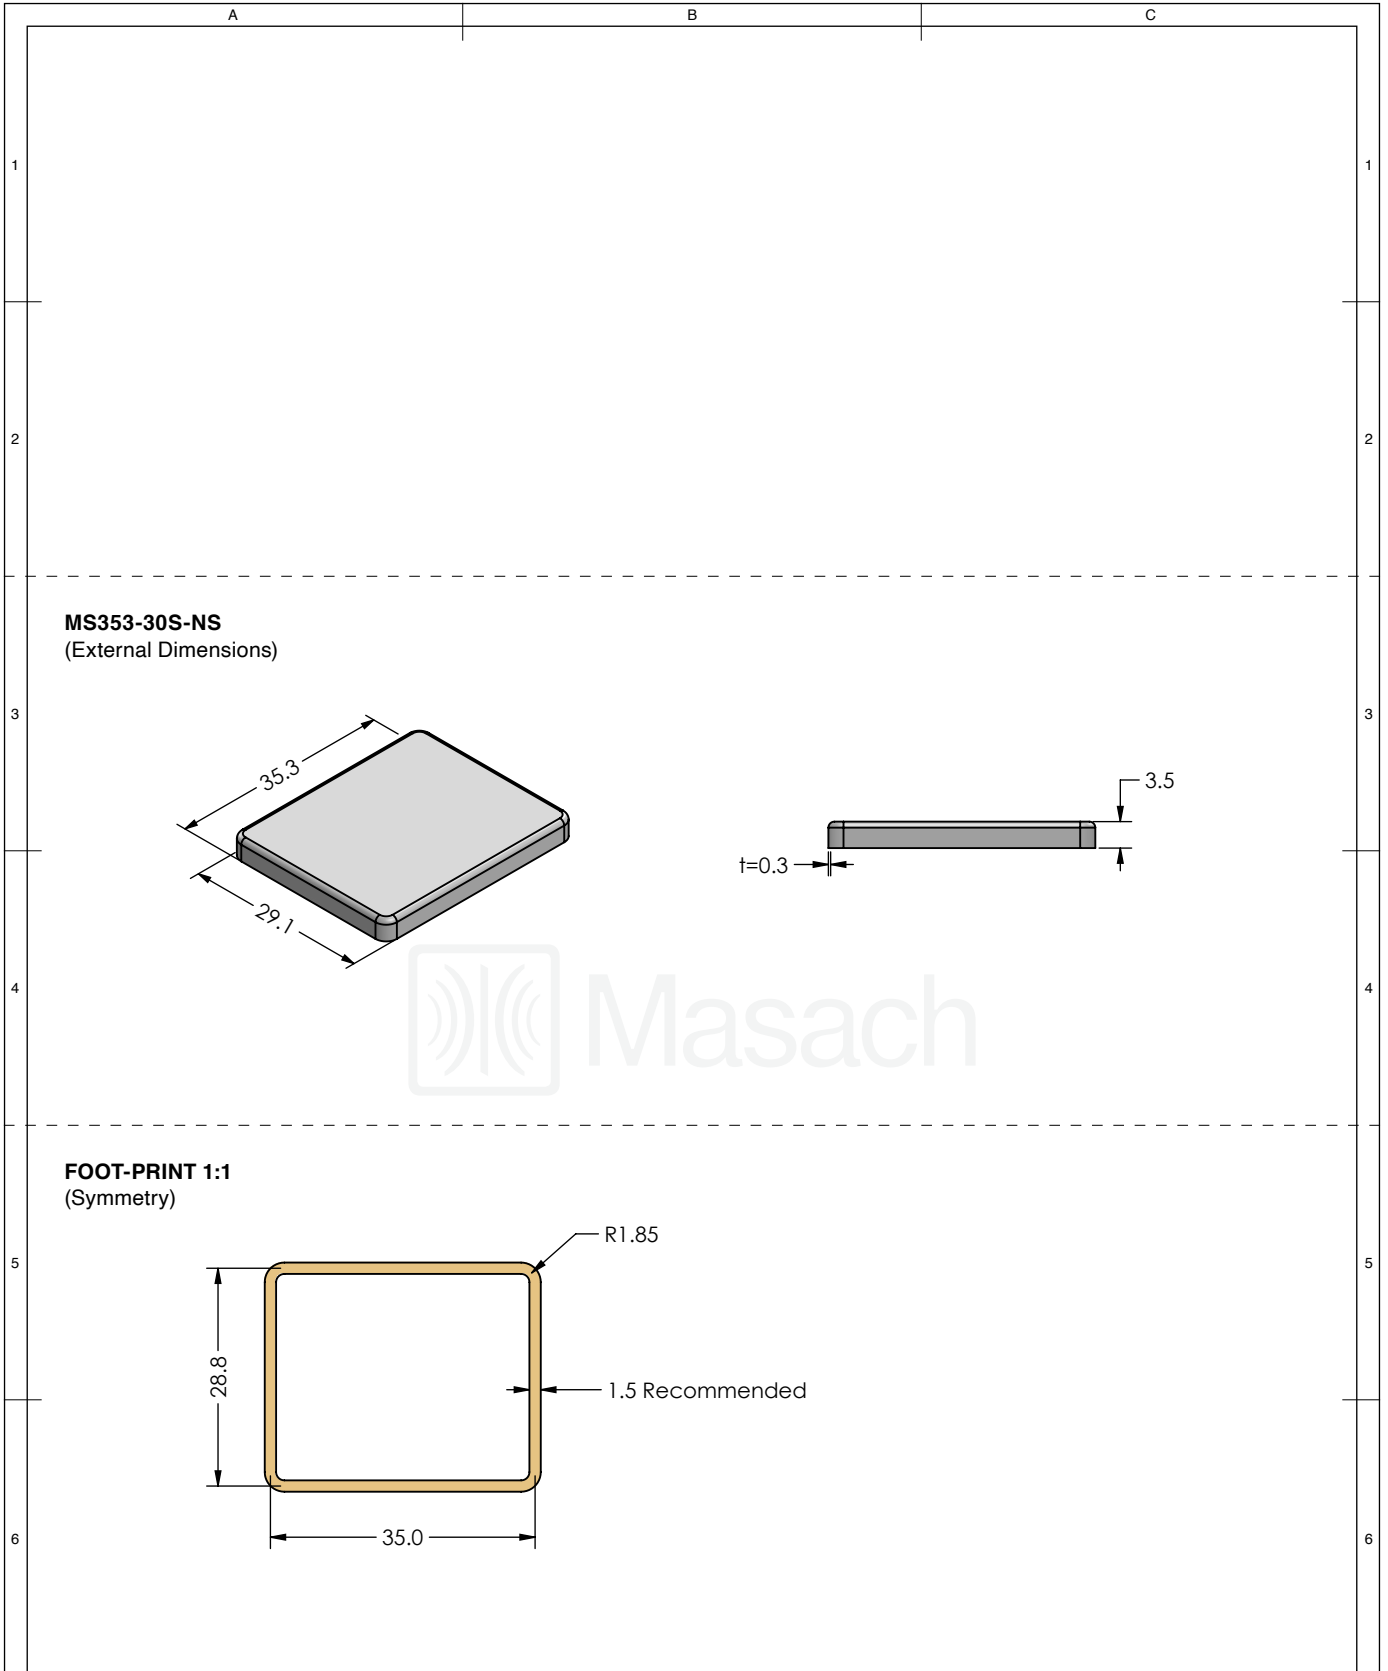 A B C
1 1
2 2
MS353-30S-NS
(External Dimensions)
3 3
35.3
3.5
t=0.3
29.1
Masach
4 4
FOOT-PRINT 1:1
(Symmetry)
R1.85
5 5
28.8
1.5 Recommended
35.0
6 6